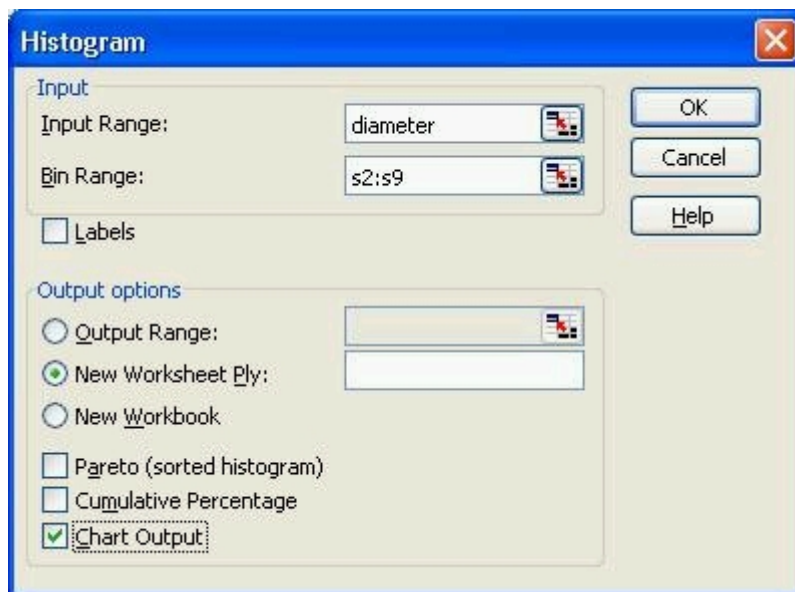 Histogram
Input
Input Range: diameter
Bin Range: s2:s9
Labels
OK
Cancel
Help
Output options
Output Range:
New Worksheet Ply:
New Workbook
Pareto (sorted histogram)
Cumulative Percentage
Chart Output